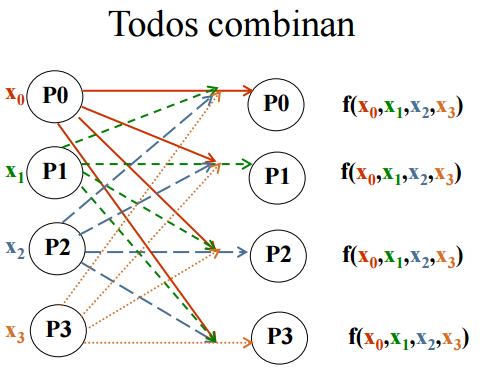 Todos combinan
x0 P0 P0 f(x0,x1,x2,x3)
x1 P1 P1 f(x0,x1,x2,x3)
x2 P2 P2 f(x0,x1,x2,x3)
x3 P3 P3 f(x0,x1,x2,x3)